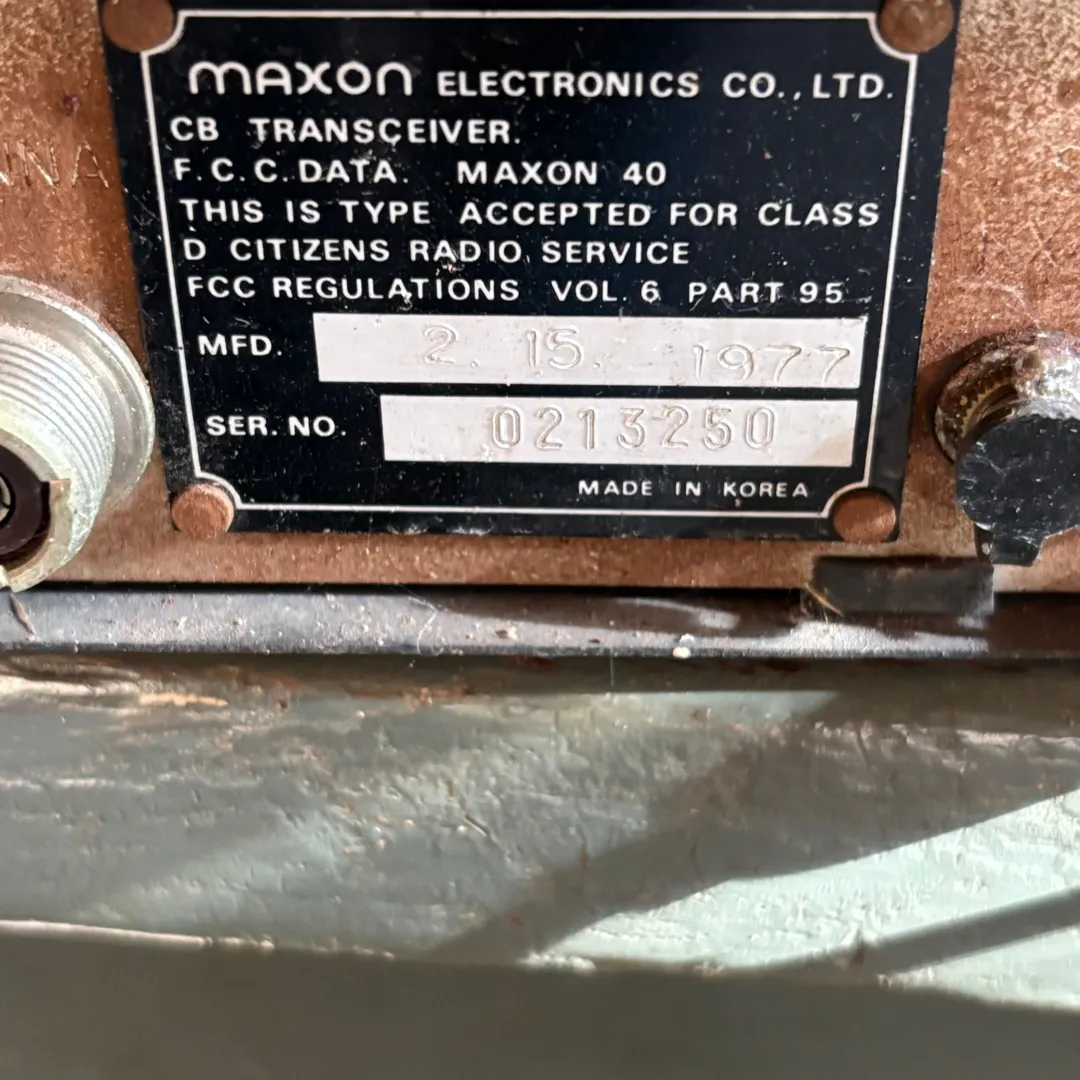 MAXON ELECTRONICS CO., LTD.
CB TRANSCEIVER.
F.C.C. DATA. MAXON 40
THIS IS TYPE ACCEPTED FOR CLASS
D CITIZENS RADIO SERVICE
FCC REGULATIONS VOL. 6 PART 95
MFD. 2. 15. 1977
SER. NO. 0213250
MADE IN KOREA